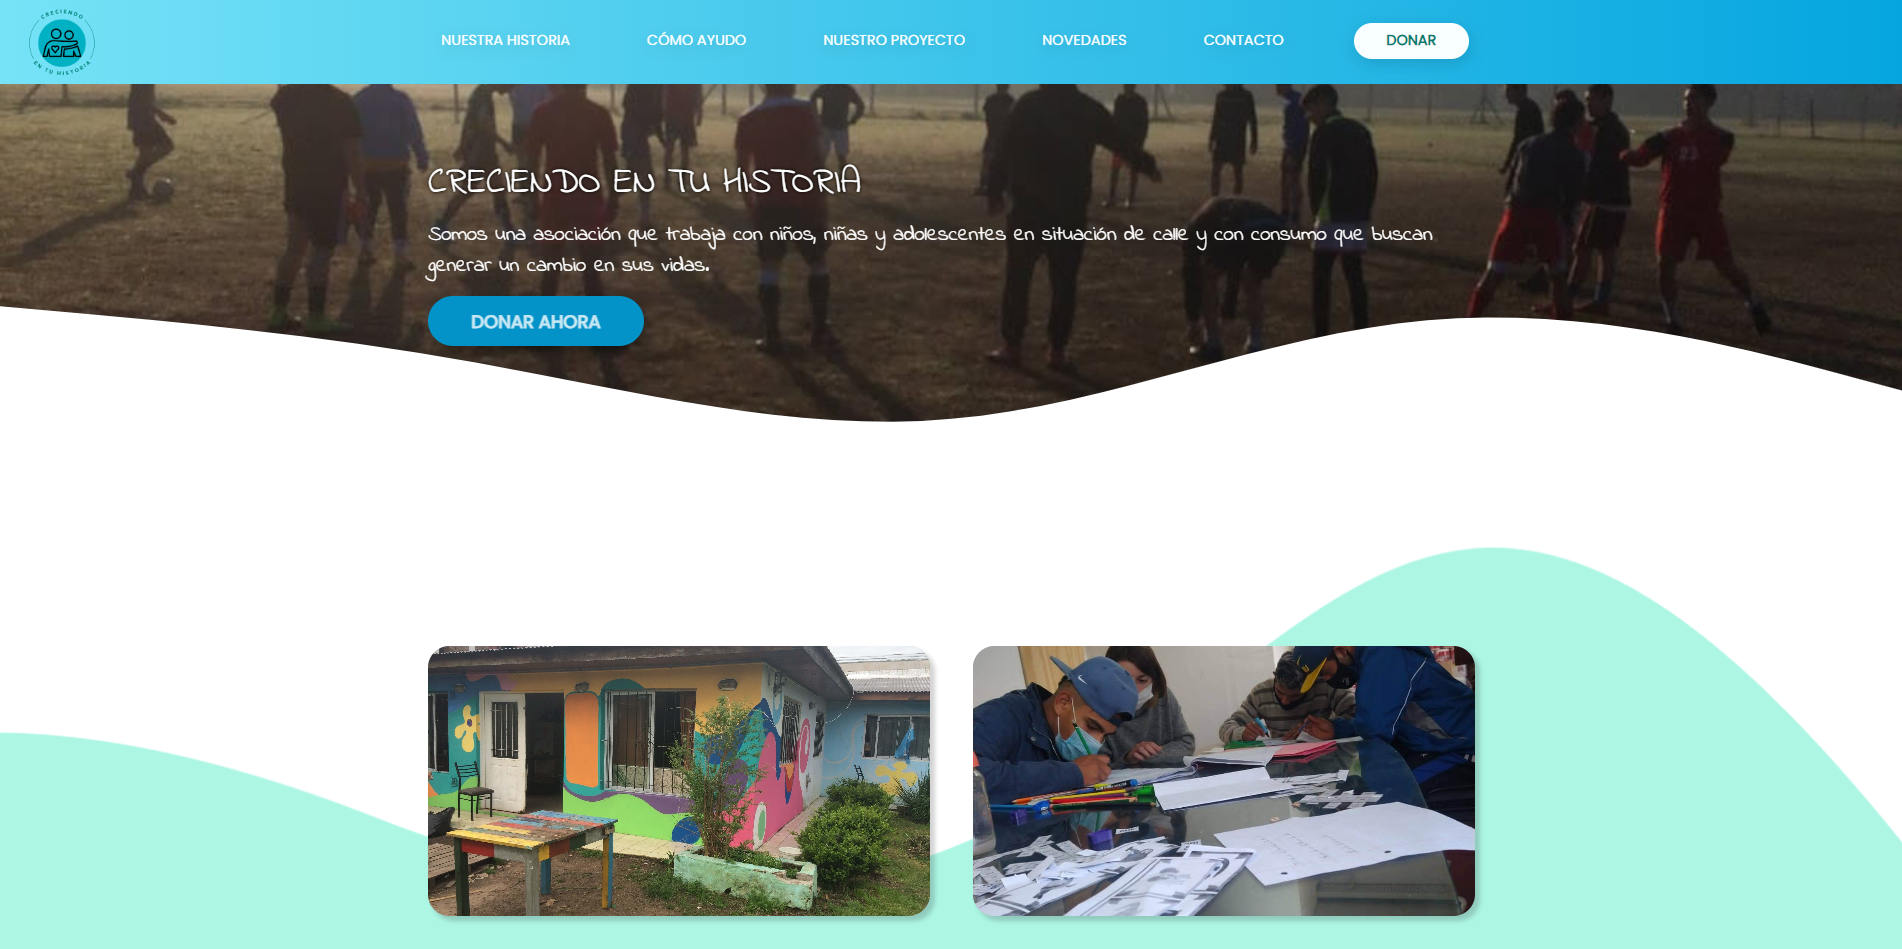 CRECIENDO
EN TU HISTORIA
NUESTRA HISTORIA
CÓMO AYUDO
NUESTRO PROYECTO
NOVEDADES
CONTACTO
DONAR
CRECIENDO EN TU HISTORIA
Somos una asociación que trabaja con niños, niñas y adolescentes en situación de calle y con consumo que buscan
generar un cambio en sus vidas.
DONAR AHORA
23